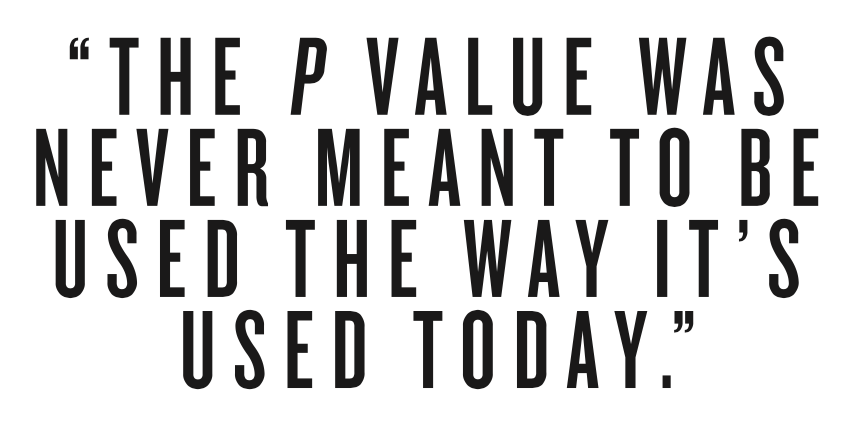 “THE P VALUE WAS
NEVER MEANT TO BE
USED THE WAY IT’S
USED TODAY.”